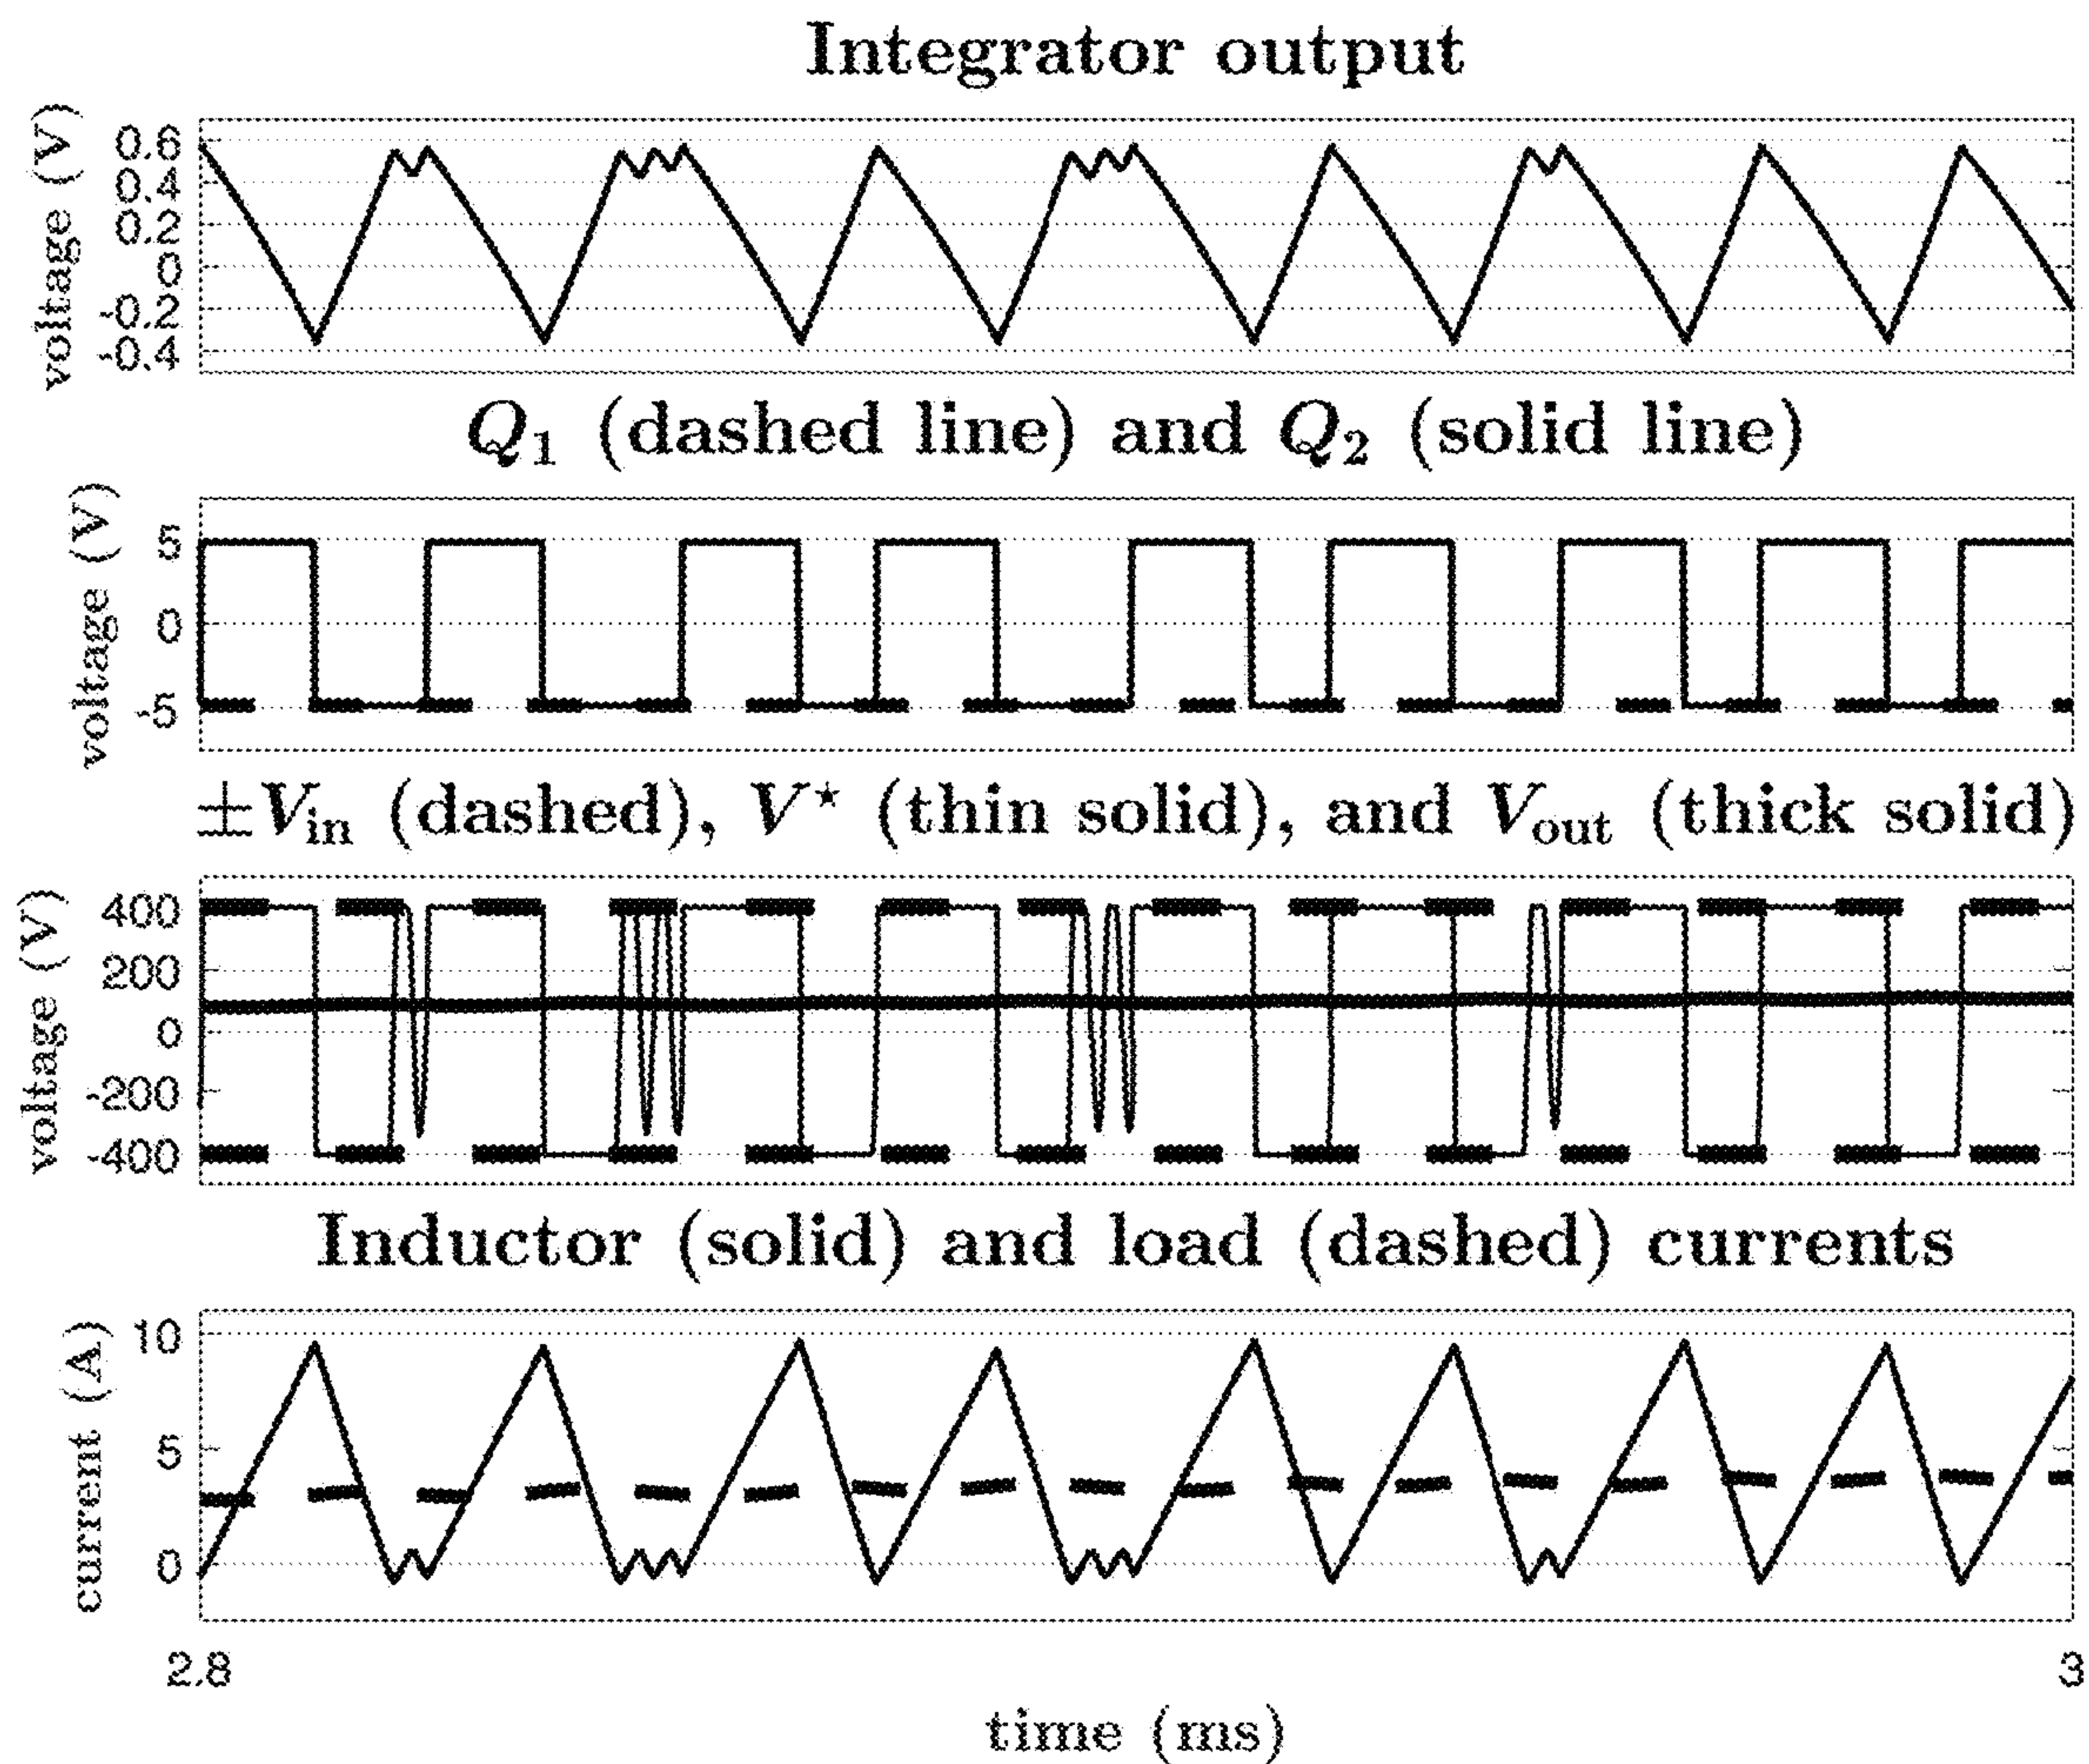 Integrator output
voltage (V)
0.6
0.4
0.2
0
-0.2
-0.4
Q1 (dashed line) and Q2 (solid line)
voltage (V)
5
0
-5
±Vin (dashed), V⋆ (thin solid), and Vout (thick solid)
voltage (V)
400
200
0
-200
-400
Inductor (solid) and load (dashed) currents
current (A)
10
5
0
2.8
3
time (ms)